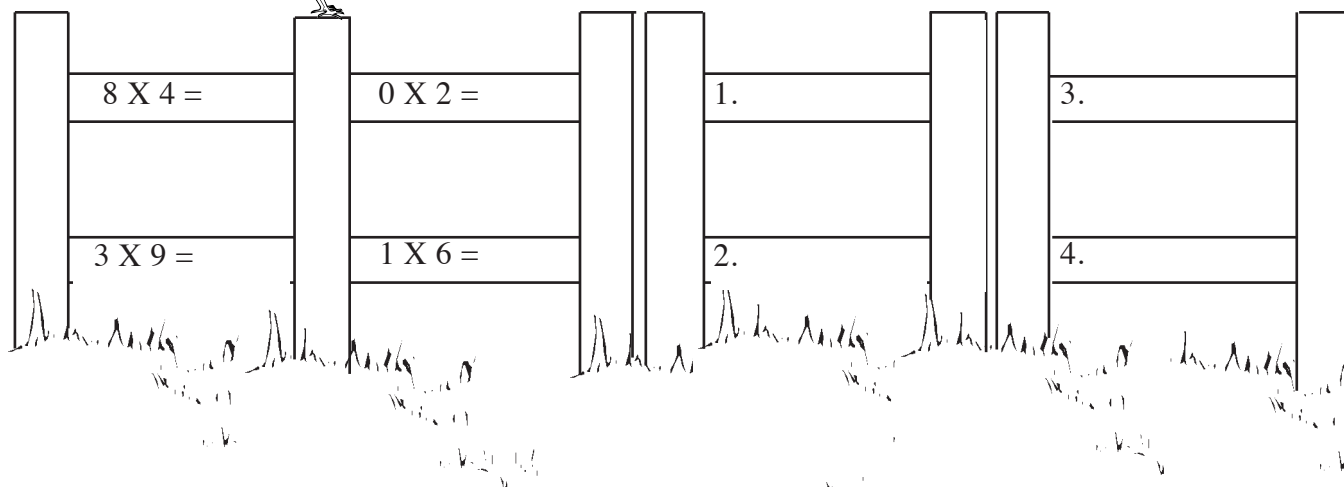 8 X 4 =
0 X 2 =
1.
3.
3 X 9 =
1 X 6 =
2.
4.